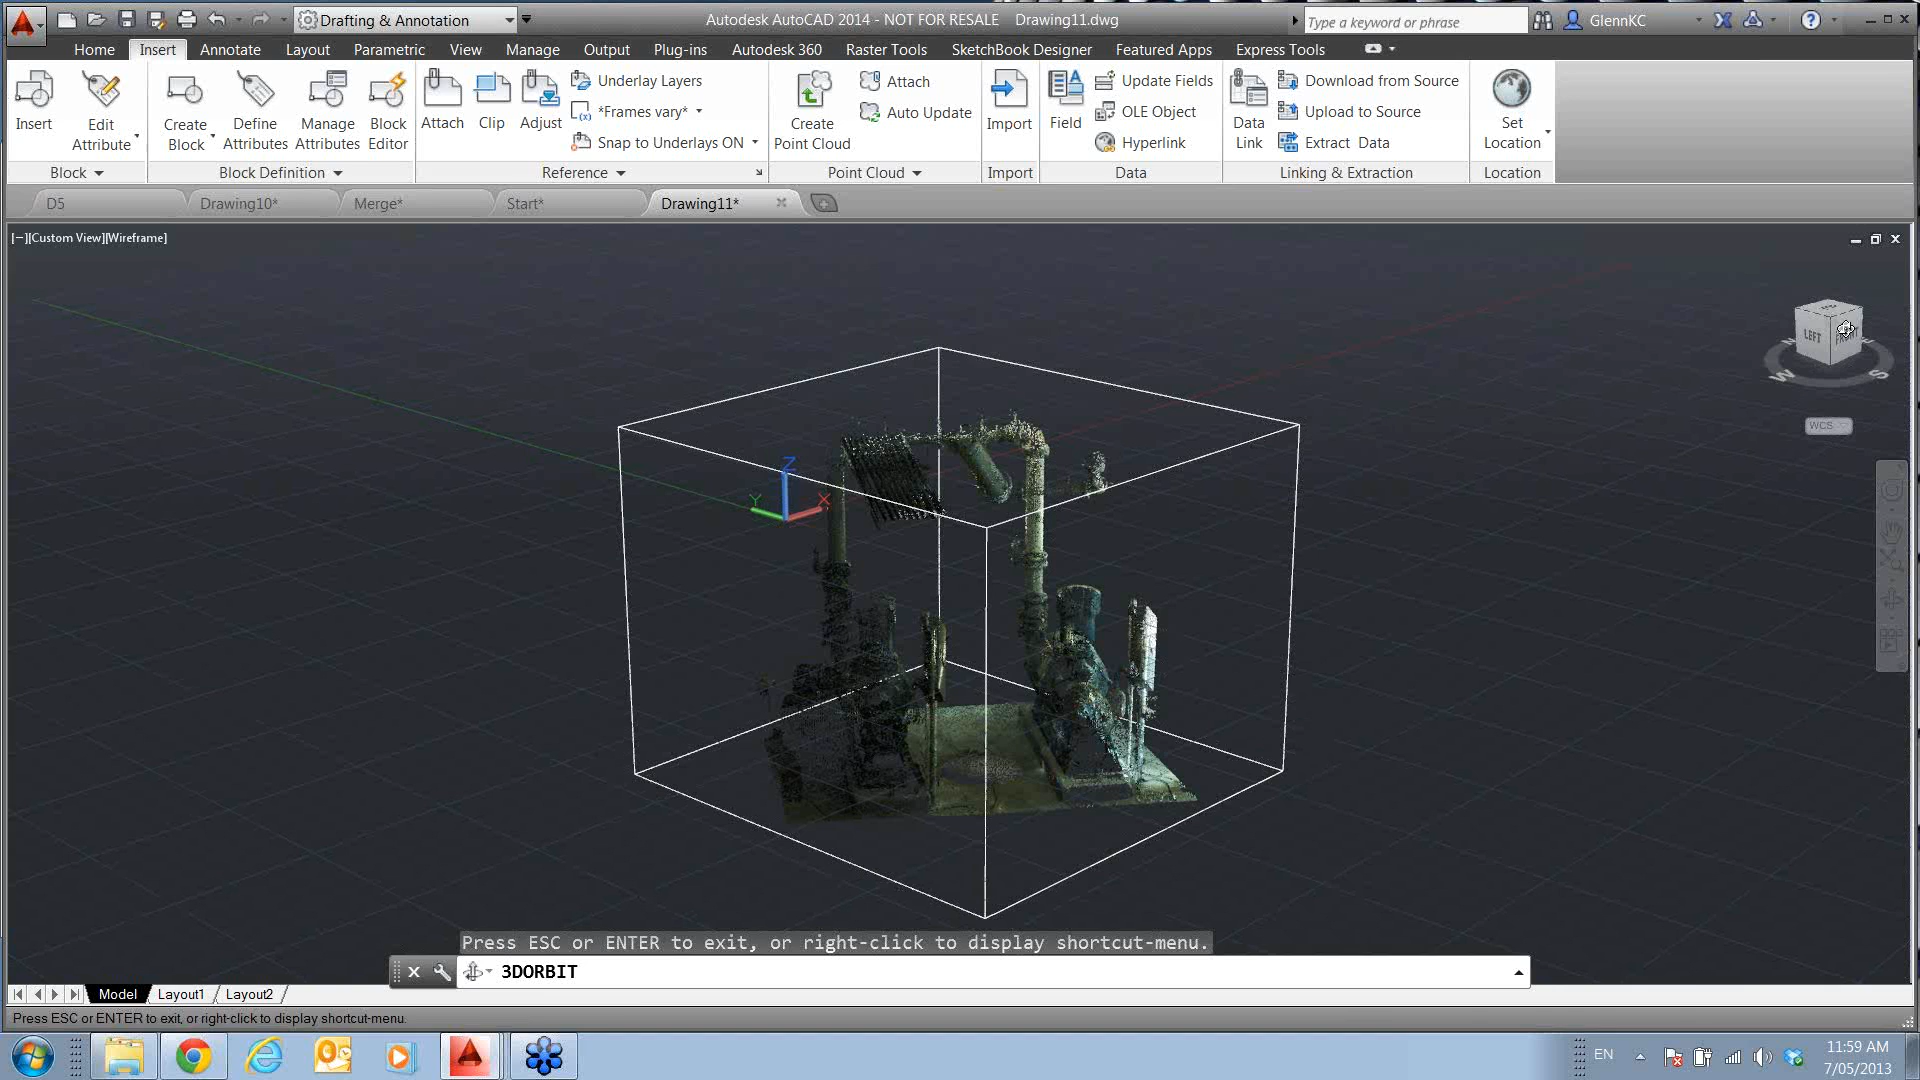 Drafting & Annotation
Autodesk AutoCAD 2014 - NOT FOR RESALE Drawing11.dwg
Type a keyword or phrase
GlennKC
Home Insert Annotate Layout Parametric View Manage Output Plug-ins Autodesk 360 Raster Tools SketchBook Designer Featured Apps Express Tools
Insert
Edit
Attribute
Create
Block
Define
Attributes
Manage
Attributes
Block
Editor
Attach
Clip
Adjust
Underlay Layers
*Frames vary*
Snap to Underlays ON
Create
Point Cloud
Attach
Auto Update
Import
Field
Update Fields
OLE Object
Hyperlink
Data
Link
Download from Source
Upload to Source
Extract Data
Set
Location
Block
Block Definition
Reference
Point Cloud
Import
Data
Linking & Extraction
Location
D5
Drawing10*
Merge*
Start*
Drawing11*
[−][Custom View][Wireframe]
LEFT
FRONT
W
S
WCS
Z
Y
X
Press ESC or ENTER to exit, or right-click to display shortcut-menu.
3DORBIT
Model Layout1 Layout2
Press ESC or ENTER to exit, or right-click to display shortcut-menu.
EN
11:59 AM
7/05/2013